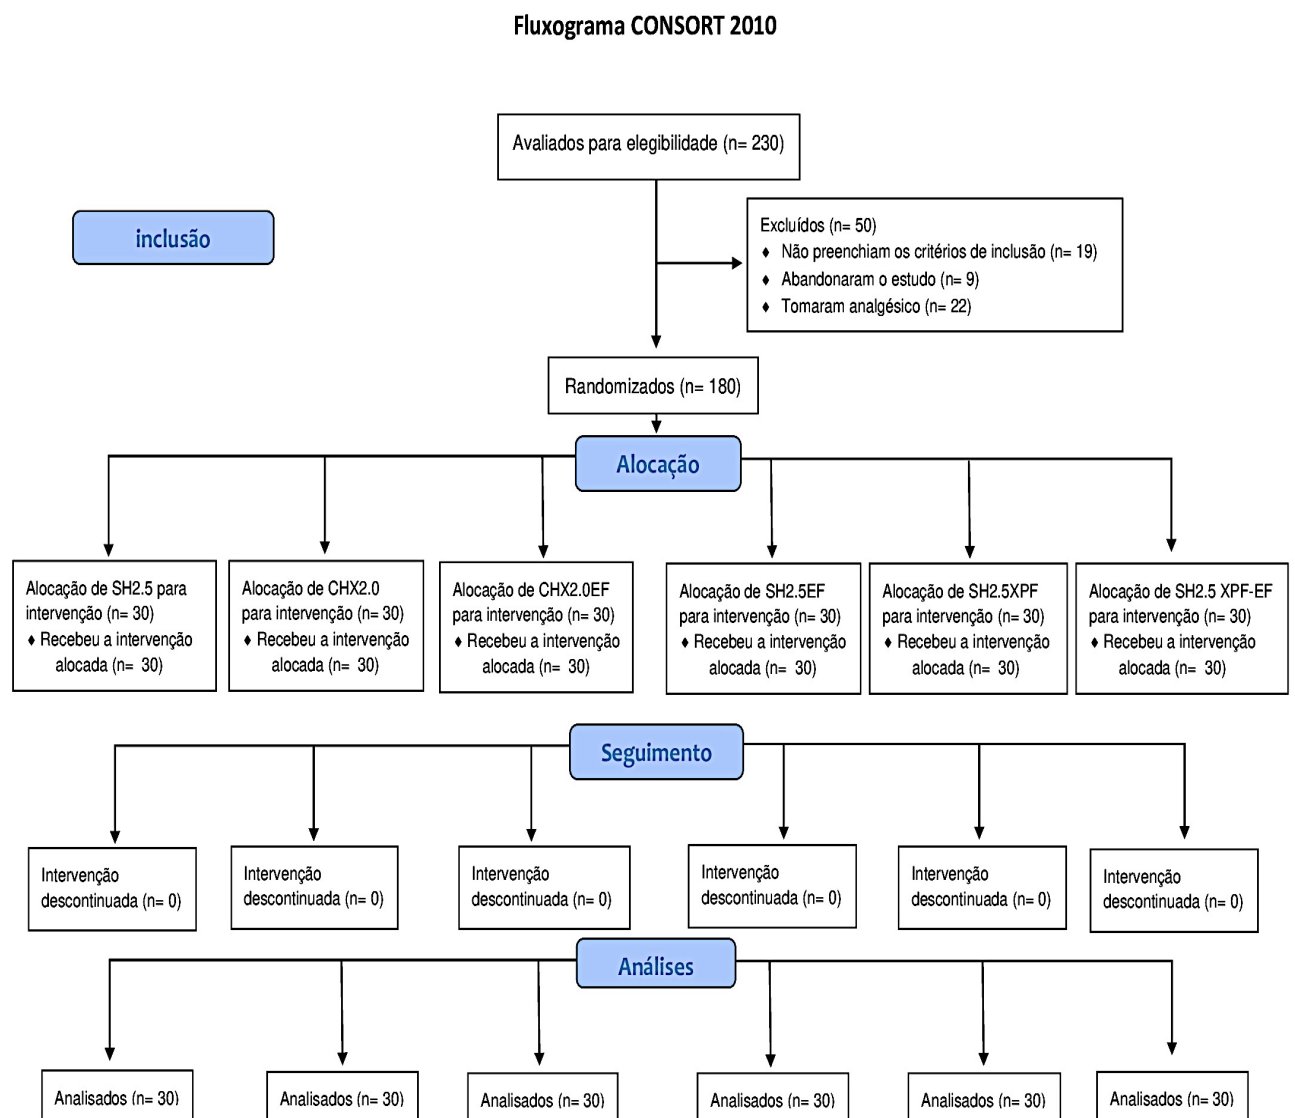 Fluxograma CONSORT 2010
Avaliados para elegibilidade (n= 230)
inclusão
Excluídos (n= 50)
♦ Não preenchiam os critérios de inclusão (n= 19)
♦ Abandonaram o estudo (n= 9)
♦ Tomaram analgésico (n= 22)
Randomizados (n= 180)
Alocação
Alocação de SH2.5 para
intervenção (n= 30)
♦ Recebeu a intervenção
alocada (n= 30)
Alocação de CHX2.0
para intervenção (n= 30)
♦ Recebeu a intervenção
alocada (n= 30)
Alocação de CHX2.0EF
para intervenção (n= 30)
♦ Recebeu a intervenção
alocada (n= 30)
Alocação de SH2.5EF
para intervenção (n= 30)
♦ Recebeu a intervenção
alocada (n= 30)
Alocação de SH2.5XPF
para intervenção (n= 30)
♦ Recebeu a intervenção
alocada (n= 30)
Alocação de SH2.5 XPF-EF
para intervenção (n= 30)
♦ Recebeu a intervenção
alocada (n= 30)
Seguimento
Intervenção
descontinuada (n= 0)
Intervenção
descontinuada (n= 0)
Intervenção
descontinuada (n= 0)
Intervenção
descontinuada (n= 0)
Intervenção
descontinuada (n= 0)
Intervenção
descontinuada (n= 0)
Análises
Analisados (n= 30)
Analisados (n= 30)
Analisados (n= 30)
Analisados (n= 30)
Analisados (n= 30)
Analisados (n= 30)